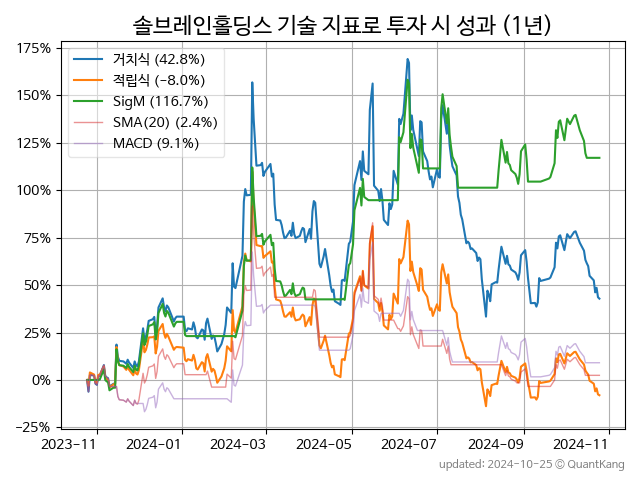 솔브레인홀딩스 기술 지표로 투자 시 성과 (1년)
175%
150%
125%
100%
75%
50%
25%
0%
−25%
거치식 (42.8%)
적립식 (−8.0%)
SigM (116.7%)
SMA(20) (2.4%)
MACD (9.1%)
2023-11 2024-01 2024-03 2024-05 2024-07 2024-09 2024-11
updated: 2024-10-25 © QuantKang